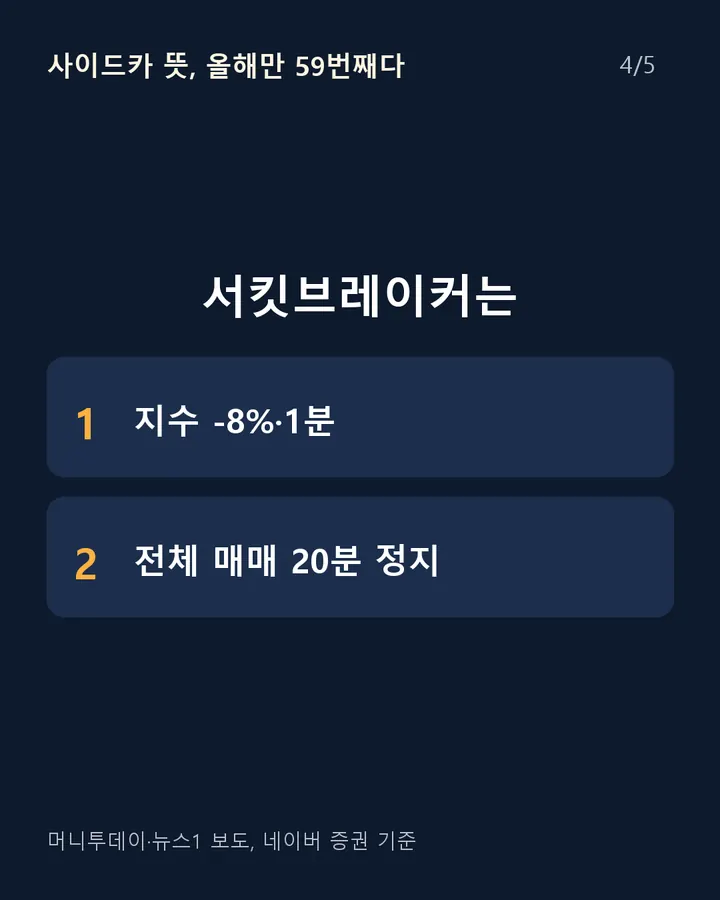 사이드카 뜻, 올해만 59번째다
4/5
서킷브레이커는
1 지수 -8%·1분
2 전체 매매 20분 정지
머니투데이·뉴스1 보도, 네이버 증권 기준